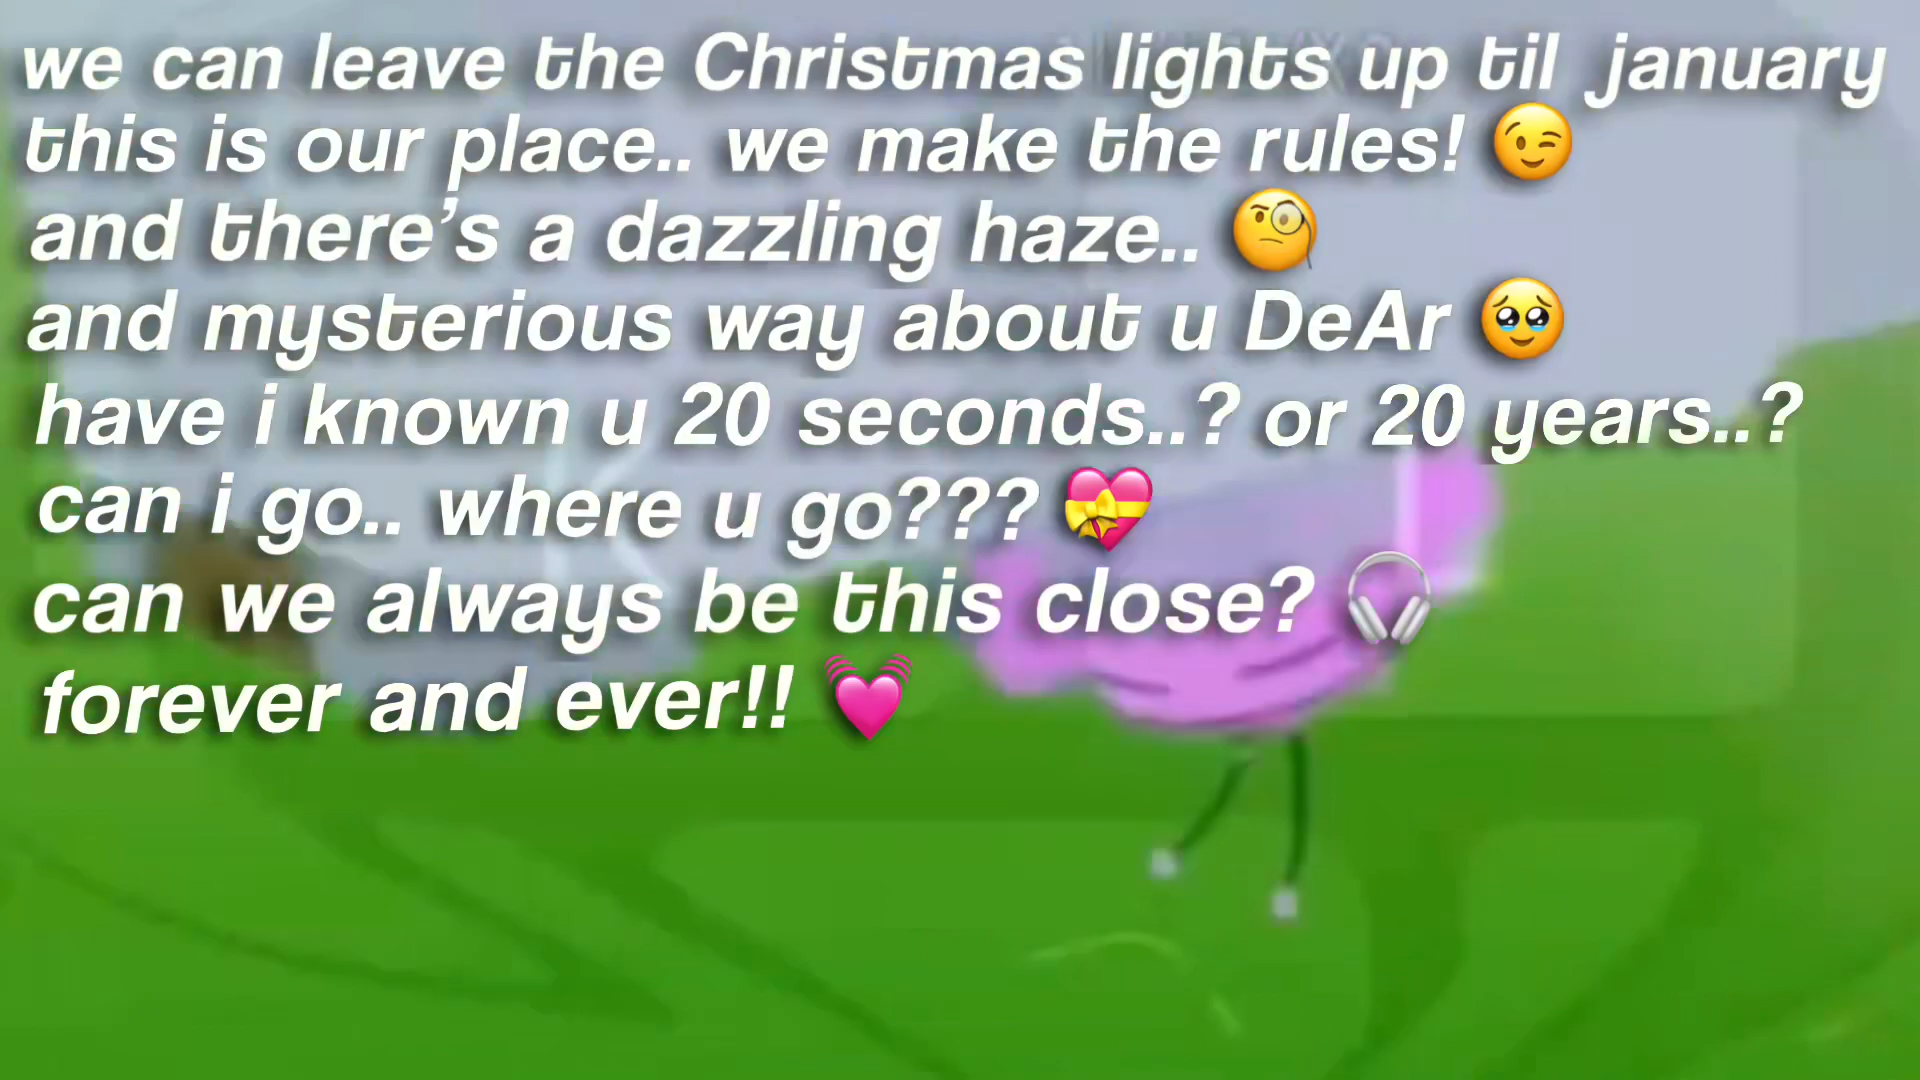 we can leave the Christmas lights up til january
this is our place.. we make the rules! 😉
and there's a dazzling haze.. 🧐
and mysterious way about u DeAr 🥹
have i known u 20 seconds..? or 20 years..?
can i go.. where u go??? 💝
can we always be this close? 🎧
forever and ever!! 💓